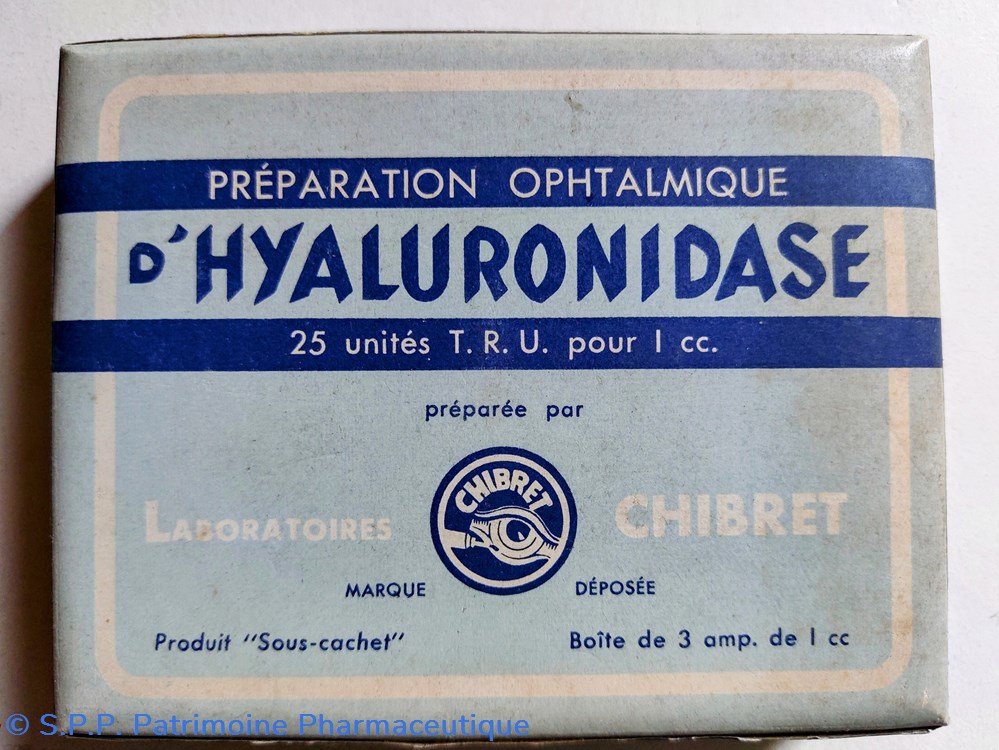 PRÉPARATION OPHTALMIQUE
D'HYALURONIDASE
25 unités T. R. U. pour 1 cc.
préparée par
CHIBRET
LABORATOIRES CHIBRET
MARQUE DÉPOSÉE
Produit "Sous-cachet" Boîte de 3 amp. de 1 cc
© S.P.P. Patrimoine Pharmaceutique